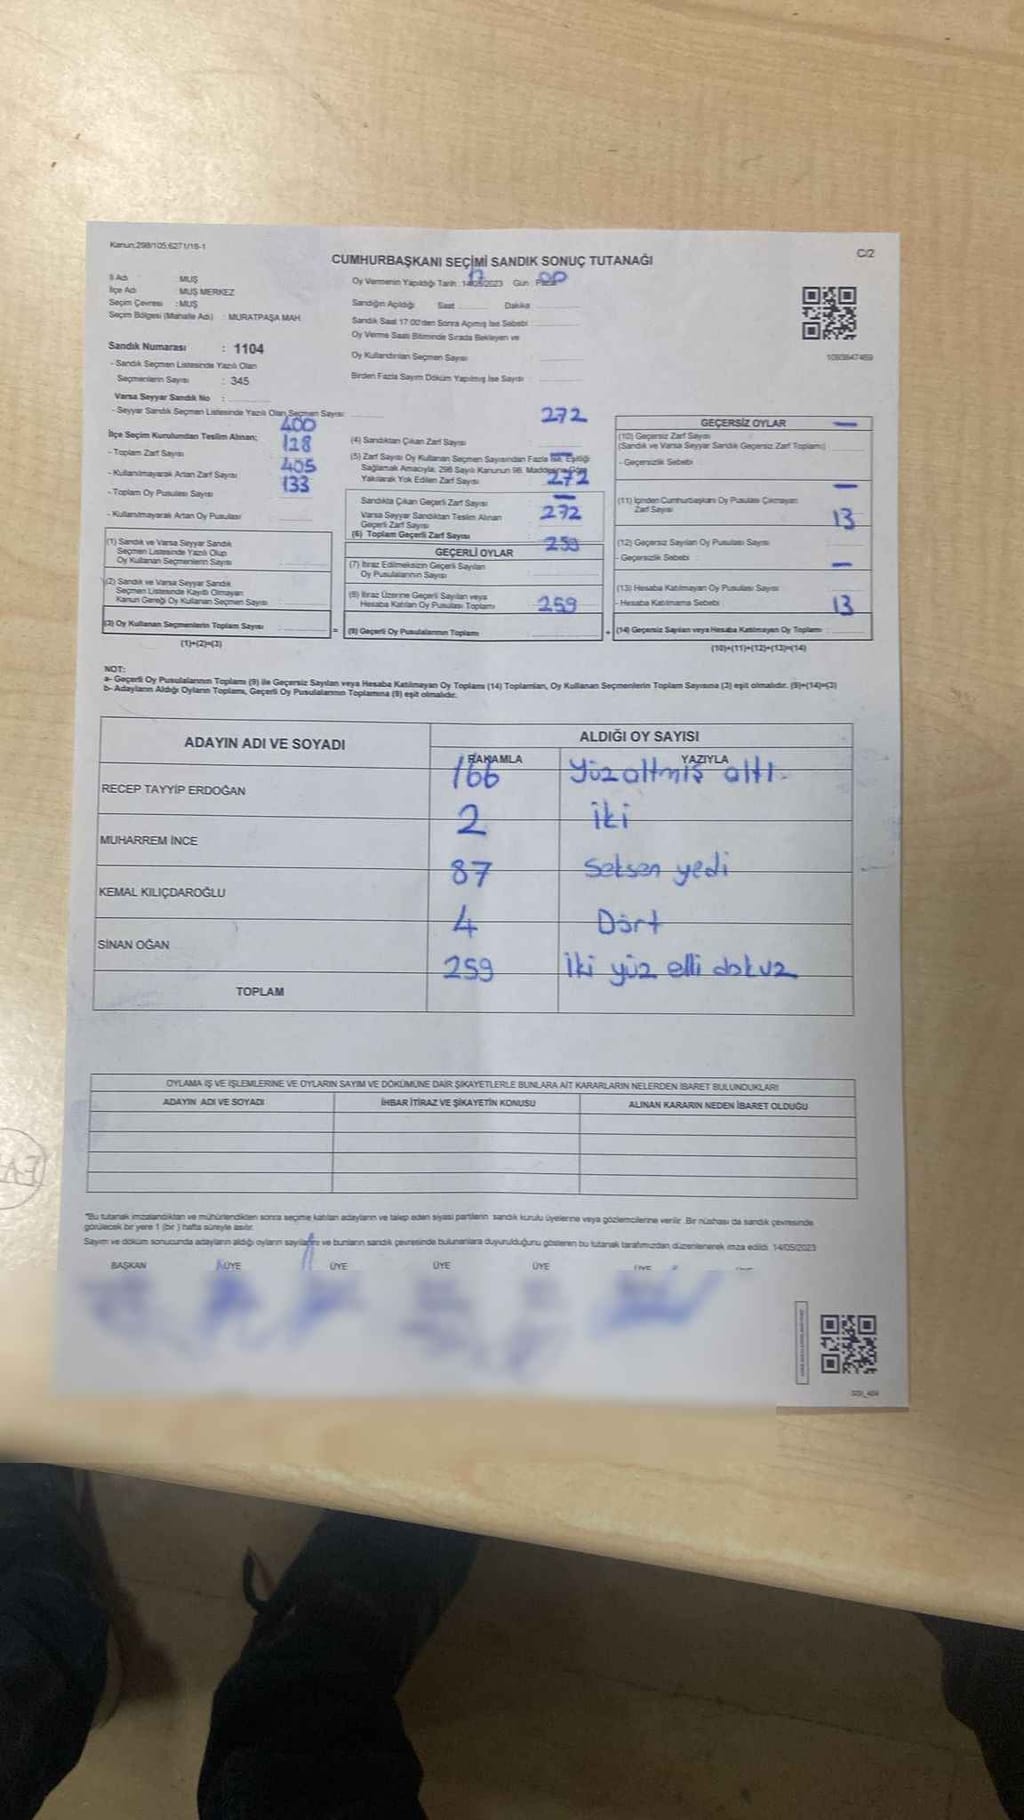 Kanun:298/105;6271/16-1
C/2
CUMHURBAŞKANI SEÇİMİ SANDIK SONUÇ TUTANAĞI
İl Adı : MUŞ
İlçe Adı : MUŞ MERKEZ
Seçim Çevresi : MUŞ
Seçim Bölgesi (Mahalle Adı) : MURATPAŞA MAH.
Sandık Numarası : 1104
- Sandık Seçmen Listesinde Yazılı Olan
Seçmenlerin Sayısı : 345
Varsa Seyyar Sandık No :
- Seyyar Sandık Seçmen Listesinde Yazılı Olan Seçmen Sayısı:
Oy Vermenin Yapıldığı Tarih : 14/05/2023 Gün : Pazar
Sandığın Açıldığı Saat Dakika
Sandık Saat 17.00'den Sonra Açılmış İse Sebebi
Oy Verme Saati Bitiminde Sırada Bekleyen ve
Oy Kullandırılan Seçmen Sayısı
Birden Fazla Sayım Döküm Yapılmış İse Sayısı
1093647469
400
İlçe Seçim Kurulundan Teslim Alınan;
128
- Toplam Zarf Sayısı
405
- Kullanılmayarak Artan Zarf Sayısı
133
- Toplam Oy Pusulası Sayısı
- Kullanılmayarak Artan Oy Pusulası
(1) Sandık ve Varsa Seyyar Sandık
Seçmen Listesinde Yazılı Olup
Oy Kullanan Seçmenlerin Sayısı
(2) Sandık ve Varsa Seyyar Sandık
Seçmen Listesinde Kayıtlı Olmayan
Kanun Gereği Oy Kullanan Seçmen Sayısı
(3) Oy Kullanan Seçmenlerin Toplam Sayısı
(1)+(2)=(3)
272
(4) Sandıktan Çıkan Zarf Sayısı
(5) Zarf Sayısı Oy Kullanan Seçmen Sayısından Fazla İse, Eşitliği
Sağlamak Amacıyla, 298 Sayılı Kanunun 98. Maddesine Göre
Yakılarak Yok Edilen Zarf Sayısı
272
Sandıkta Çıkan Geçerli Zarf Sayısı
Varsa Seyyar Sandıktan Teslim Alınan
Geçerli Zarf Sayısı
272
(6) Toplam Geçerli Zarf Sayısı
259
GEÇERLİ OYLAR
(7) İtiraz Edilmeksizin Geçerli Sayılan
Oy Pusulalarının Sayısı
(8) İtiraz Üzerine Geçerli Sayılan veya
Hesaba Katılan Oy Pusulası Toplamı
259
= (9) Geçerli Oy Pusulalarının Toplamı
GEÇERSİZ OYLAR
(10) Geçersiz Zarf Sayısı
(Sandık ve Varsa Seyyar Sandık Geçersiz Zarf Toplamı)
- Geçersizlik Sebebi
(11) İçinden Cumhurbaşkanı Oy Pusulası Çıkmayan
Zarf Sayısı
13
(12) Geçersiz Sayılan Oy Pusulası Sayısı
- Geçersizlik Sebebi
(13) Hesaba Katılmayan Oy Pusulası Sayısı
- Hesaba Katılmama Sebebi
13
+ (14) Geçersiz Sayılan veya Hesaba Katılmayan Oy Toplamı
(10)+(11)+(12)+(13)=(14)
NOT:
a- Geçerli Oy Pusulalarının Toplamı (9) ile Geçersiz Sayılan veya Hesaba Katılmayan Oy Toplamı (14) Toplamları, Oy Kullanan Seçmenlerin Toplam Sayısına (3) eşit olmalıdır. (9)+(14)=(3)
b- Adayların Aldığı Oyların Toplamı, Geçerli Oy Pusulalarının Toplamına (9) eşit olmalıdır.
ADAYIN ADI VE SOYADI
ALDIĞI OY SAYISI
RAKAMLA YAZIYLA
RECEP TAYYİP ERDOĞAN 166 Yüzaltmış altı
MUHARREM İNCE 2 iki
KEMAL KILIÇDAROĞLU 87 Seksen yedi
SİNAN OĞAN 4 Dört
TOPLAM 259 iki yüz elli dokuz
OYLAMA İŞ VE İŞLEMLERİNE VE OYLARIN SAYIM VE DÖKÜMÜNE DAİR ŞİKAYETLERLE BUNLARA AİT KARARLARIN NELERDEN İBARET BULUNDUKLARI
ADAYIN ADI VE SOYADI İHBAR İTİRAZ VE ŞİKAYETİN KONUSU ALINAN KARARIN NEDEN İBARET OLDUĞU
"Bu tutanak imzalandıktan ve mühürlendikten sonra seçime katılan adayların ve talep eden siyasi partilerin sandık kurulu üyelerine veya gözlemcilerine verilir. Bir nüshası da sandık çevresinde
görülecek bir yere 1 (bir) hafta süreyle asılır.
Sayım ve döküm sonucunda adayların aldığı oyların sayılarını ve bunların sandık çevresinde bulunanlara duyurulduğunu gösteren bu tutanak tarafımızdan düzenlenerek imza edildi. 14/05/2023
BAŞKAN ÜYE ÜYE ÜYE ÜYE ÜYE